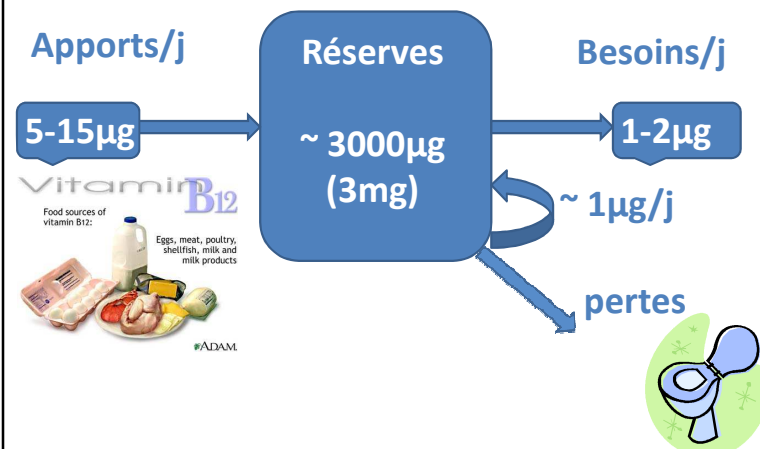 Apports/j
Réserves
Besoins/j
5-15µg
~ 3000µg
(3mg)
1-2µg
~ 1µg/j
pertes
Vitamin B12
Food sources of
vitamin B12:
Eggs, meat, poultry,
shellfish, milk and
milk products
*ADAM.